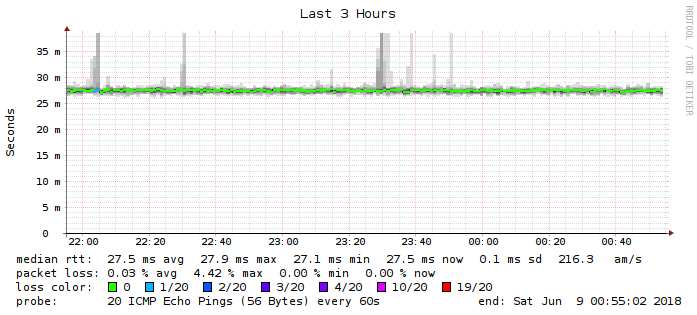 Last 3 Hours
RRDTOOL / TOBI OETIKER
Seconds
35 m
30 m
25 m
20 m
15 m
10 m
5 m
0
22:00 22:20 22:40 23:00 23:20 23:40 00:00 00:20 00:40
median rtt: 27.5 ms avg 27.9 ms max 27.1 ms min 27.5 ms now 0.1 ms sd 216.3 am/s
packet loss: 0.03 % avg 4.42 % max 0.00 % min 0.00 % now
loss color: 0 1/20 2/20 3/20 4/20 10/20 19/20
probe: 20 ICMP Echo Pings (56 Bytes) every 60s end: Sat Jun 9 00:55:02 2018